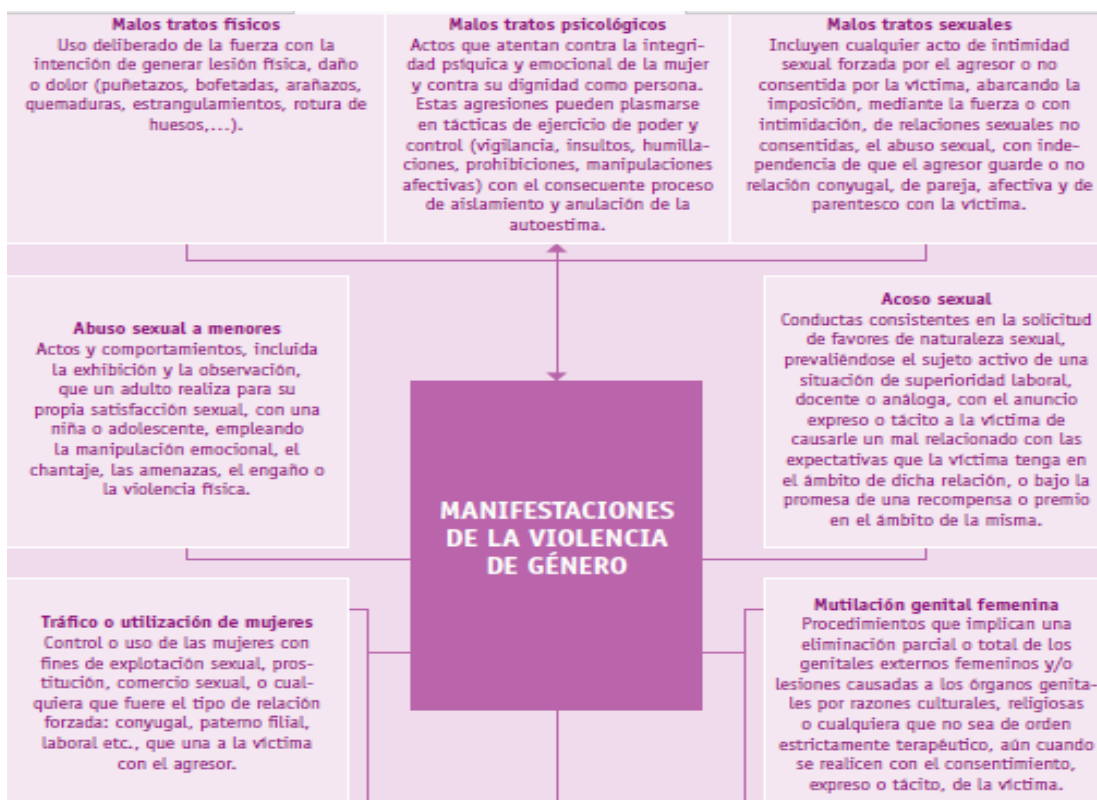 Malos tratos físicos
Uso deliberado de la fuerza con la
intención de generar lesión física, daño
o dolor (puñetazos, bofetadas, arañazos,
quemaduras, estrangulamientos, rotura de
huesos,...).
Malos tratos psicológicos
Actos que atentan contra la integri-
dad psíquica y emocional de la mujer
y contra su dignidad como persona.
Estas agresiones pueden plasmarse
en tácticas de ejercicio de poder y
control (vigilancia, insultos, humilla-
ciones, prohibiciones, manipulaciones
afectivas) con el consecuente proceso
de aislamiento y anulación de la
autoestima.
Malos tratos sexuales
Incluyen cualquier acto de intimidad
sexual forzada por el agresor o no
consentida por la víctima, abarcando la
imposición, mediante la fuerza o con
intimidación, de relaciones sexuales no
consentidas, el abuso sexual, con inde-
pendencia de que el agresor guarde o no
relación conyugal, de pareja, afectiva y de
parentesco con la víctima.
Abuso sexual a menores
Actos y comportamientos, incluida
la exhibición y la observación,
que un adulto realiza para su
propia satisfacción sexual, con una
niña o adolescente, empleando
la manipulación emocional, el
chantaje, las amenazas, el engaño o
la violencia física.
Acoso sexual
Conductas consistentes en la solicitud
de favores de naturaleza sexual,
prevaliéndose el sujeto activo de una
situación de superioridad laboral,
docente o análoga, con el anuncio
expreso o tácito a la víctima de
causarle un mal relacionado con las
expectativas que la víctima tenga en
el ámbito de dicha relación, o bajo la
promesa de una recompensa o premio
en el ámbito de la misma.
MANIFESTACIONES
DE LA VIOLENCIA
DE GÉNERO
Tráfico o utilización de mujeres
Control o uso de las mujeres con
fines de explotación sexual, pros-
titución, comercio sexual, o cual-
quiera que fuere el tipo de relación
forzada: conyugal, paterno filial,
laboral etc., que una a la víctima
con el agresor.
Mutilación genital femenina
Procedimientos que implican una
eliminación parcial o total de los
genitales externos femeninos y/o
lesiones causadas a los órganos genita-
les por razones culturales, religiosas
o cualquiera que no sea de orden
estrictamente terapéutico, aún cuando
se realicen con el consentimiento,
expreso o tácito, de la víctima.